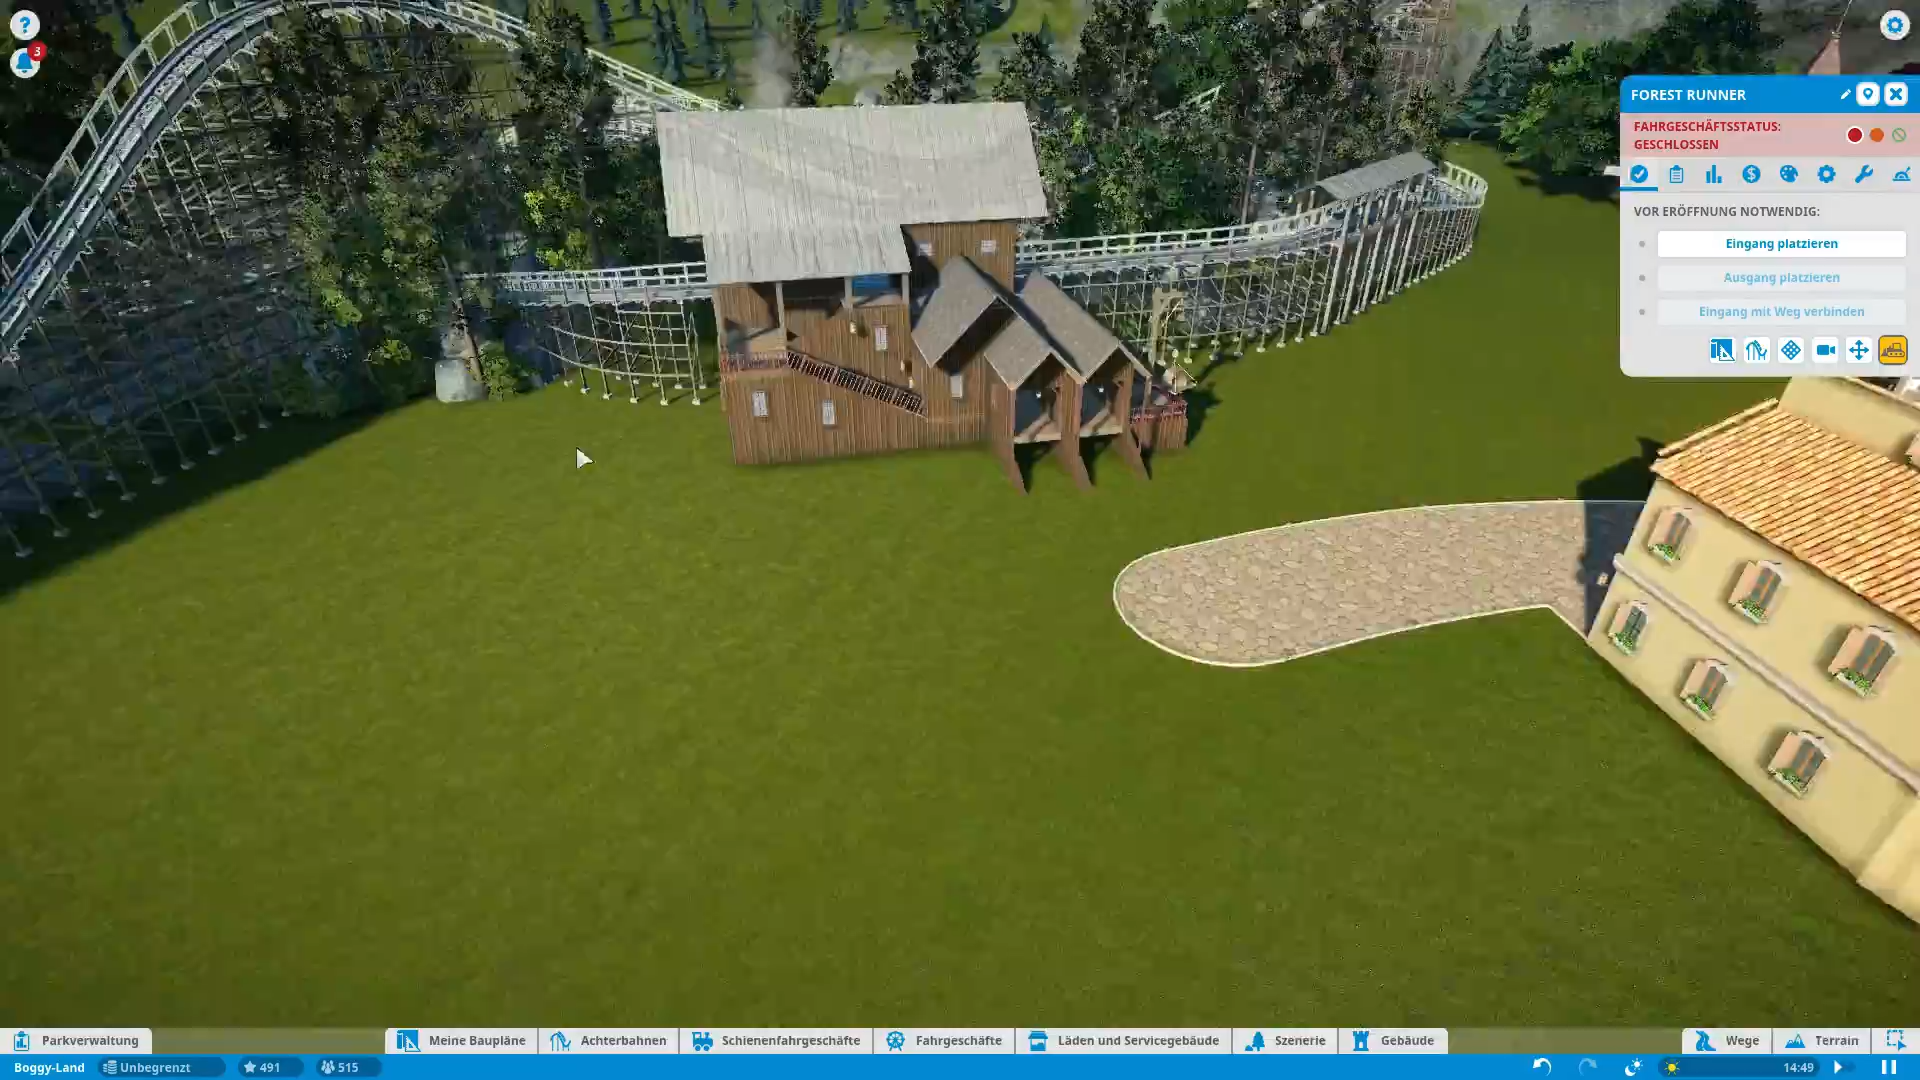 ?
3
FOREST RUNNER
FAHRGESCHÄFTSSTATUS:
GESCHLOSSEN
VOR ERÖFFNUNG NOTWENDIG:
Eingang platzieren
Ausgang platzieren
Eingang mit Weg verbinden
Parkverwaltung
Meine Baupläne
Achterbahnen
Schienenfahrgeschäfte
Fahrgeschäfte
Läden und Servicegebäude
Szenerie
Gebäude
Wege
Terrain
Boggy-Land
Unbegrenzt
491
515
14:49